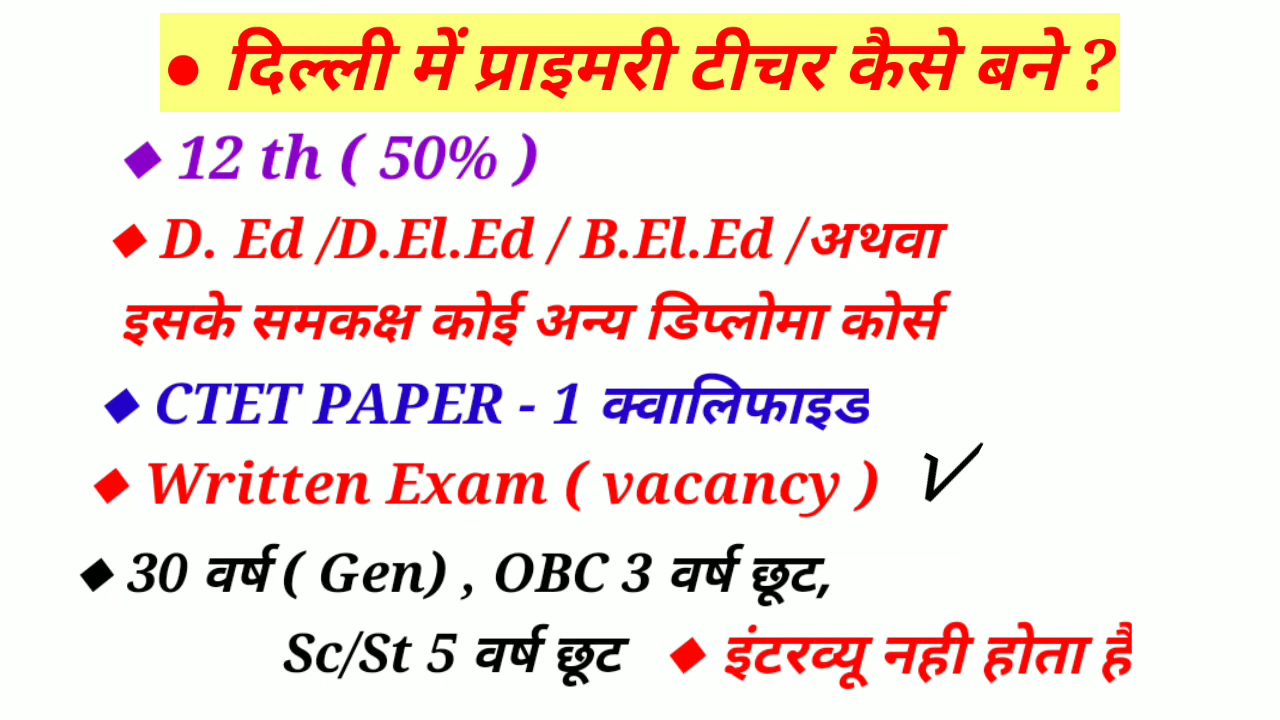 ● दिल्ली में प्राइमरी टीचर कैसे बने ?
◆ 12 th ( 50% )
◆ D. Ed /D.El.Ed / B.El.Ed /अथवा
इसके समकक्ष कोई अन्य डिप्लोमा कोर्स
◆ CTET PAPER - 1 क्वालिफाइड
◆ Written Exam ( vacancy ) √
◆ 30 वर्ष ( Gen) , OBC 3 वर्ष छूट,
Sc/St 5 वर्ष छूट ◆ इंटरव्यू नही होता है